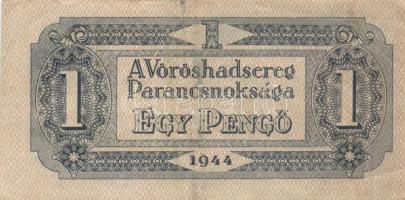 1
A Vöröshadsereg
1 Parancsnoksága 1
EGY PENGŐ
1944